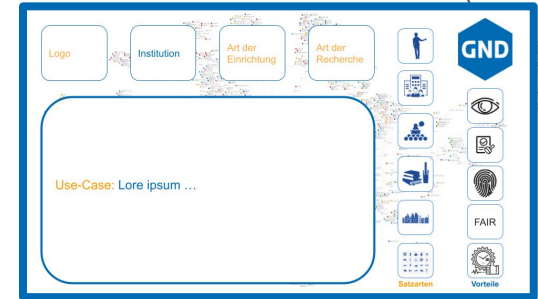 Logo
Institution
Art der
Einrichtung
Art der
Recherche
GND
Use-Case: Lore ipsum …
FAIR
Satzarten
Vorteile